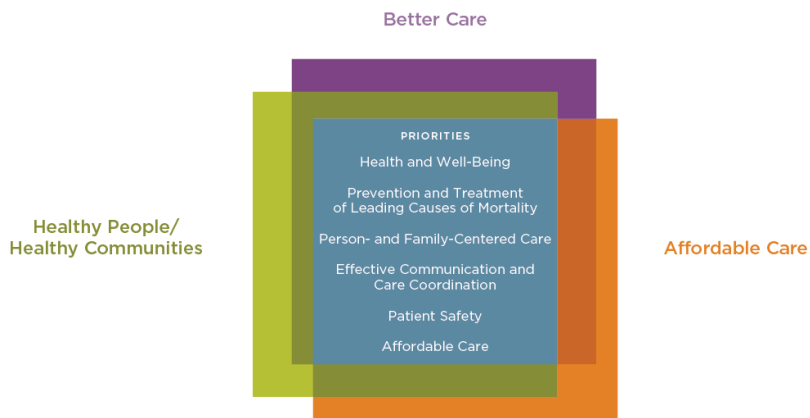 Better Care
PRIORITIES
Health and Well-Being
Prevention and Treatment
of Leading Causes of Mortality
Person- and Family-Centered Care
Effective Communication and
Care Coordination
Patient Safety
Affordable Care
Healthy People/
Healthy Communities
Affordable Care